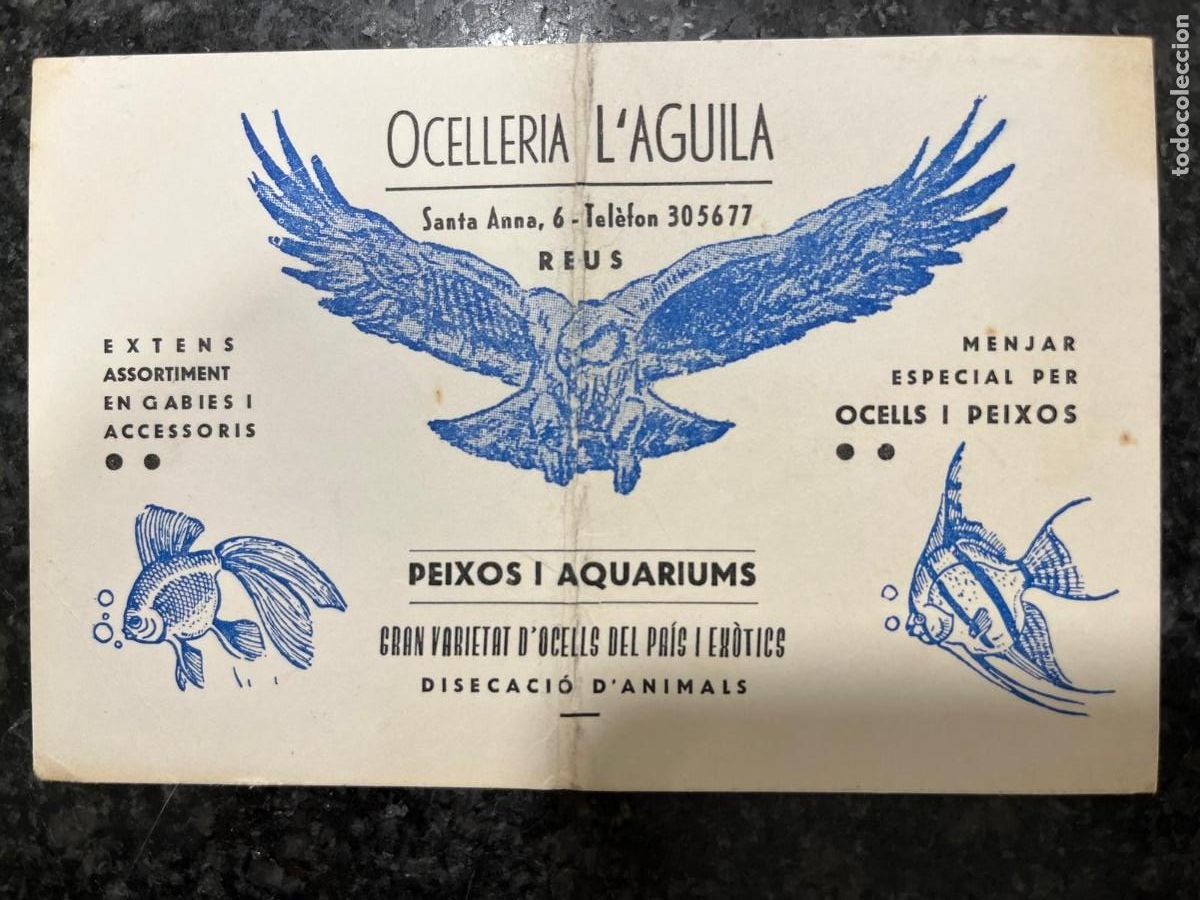 OCELLERIA L'AGUILA
Santa Anna, 6 - Telèfon 305677
REUS
EXTENS
ASSORTIMENT
EN GABIES I
ACCESSORIS
MENJAR
ESPECIAL PER
OCELLS I PEIXOS
PEIXOS I AQUARIUMS
GRAN VARIETAT D'OCELLS DEL PAÍS I EXÒTICS
DISECACIÓ D'ANIMALS
todocoleccion